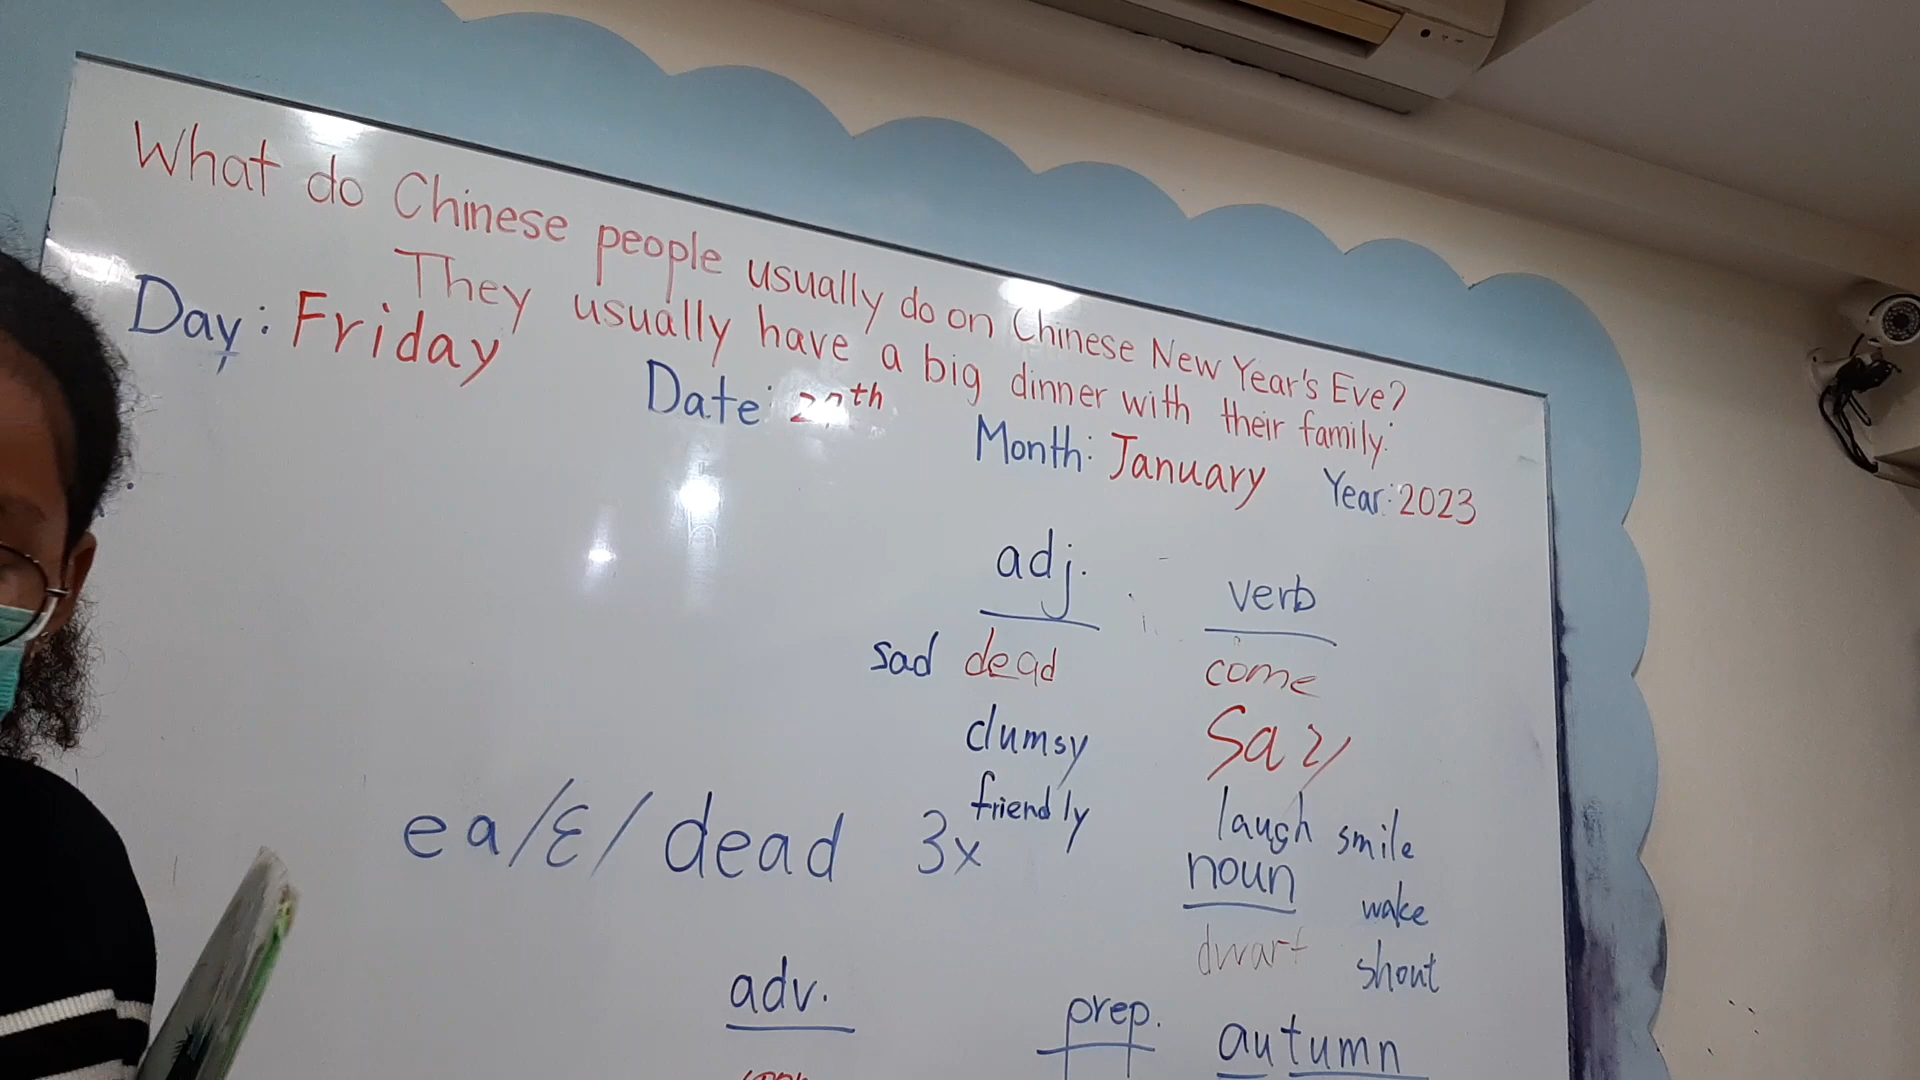 What do Chinese people usually do on Chinese New Year's Eve?
They usually have a big dinner with their family.
Day: Friday Date: Month: January Year: 2023
adj. verb
sad dead come
clumsy say
friendly laugh smile
ea/ɛ/ dead 3x
noun wake
dwarf shout
adv. prep. autumn